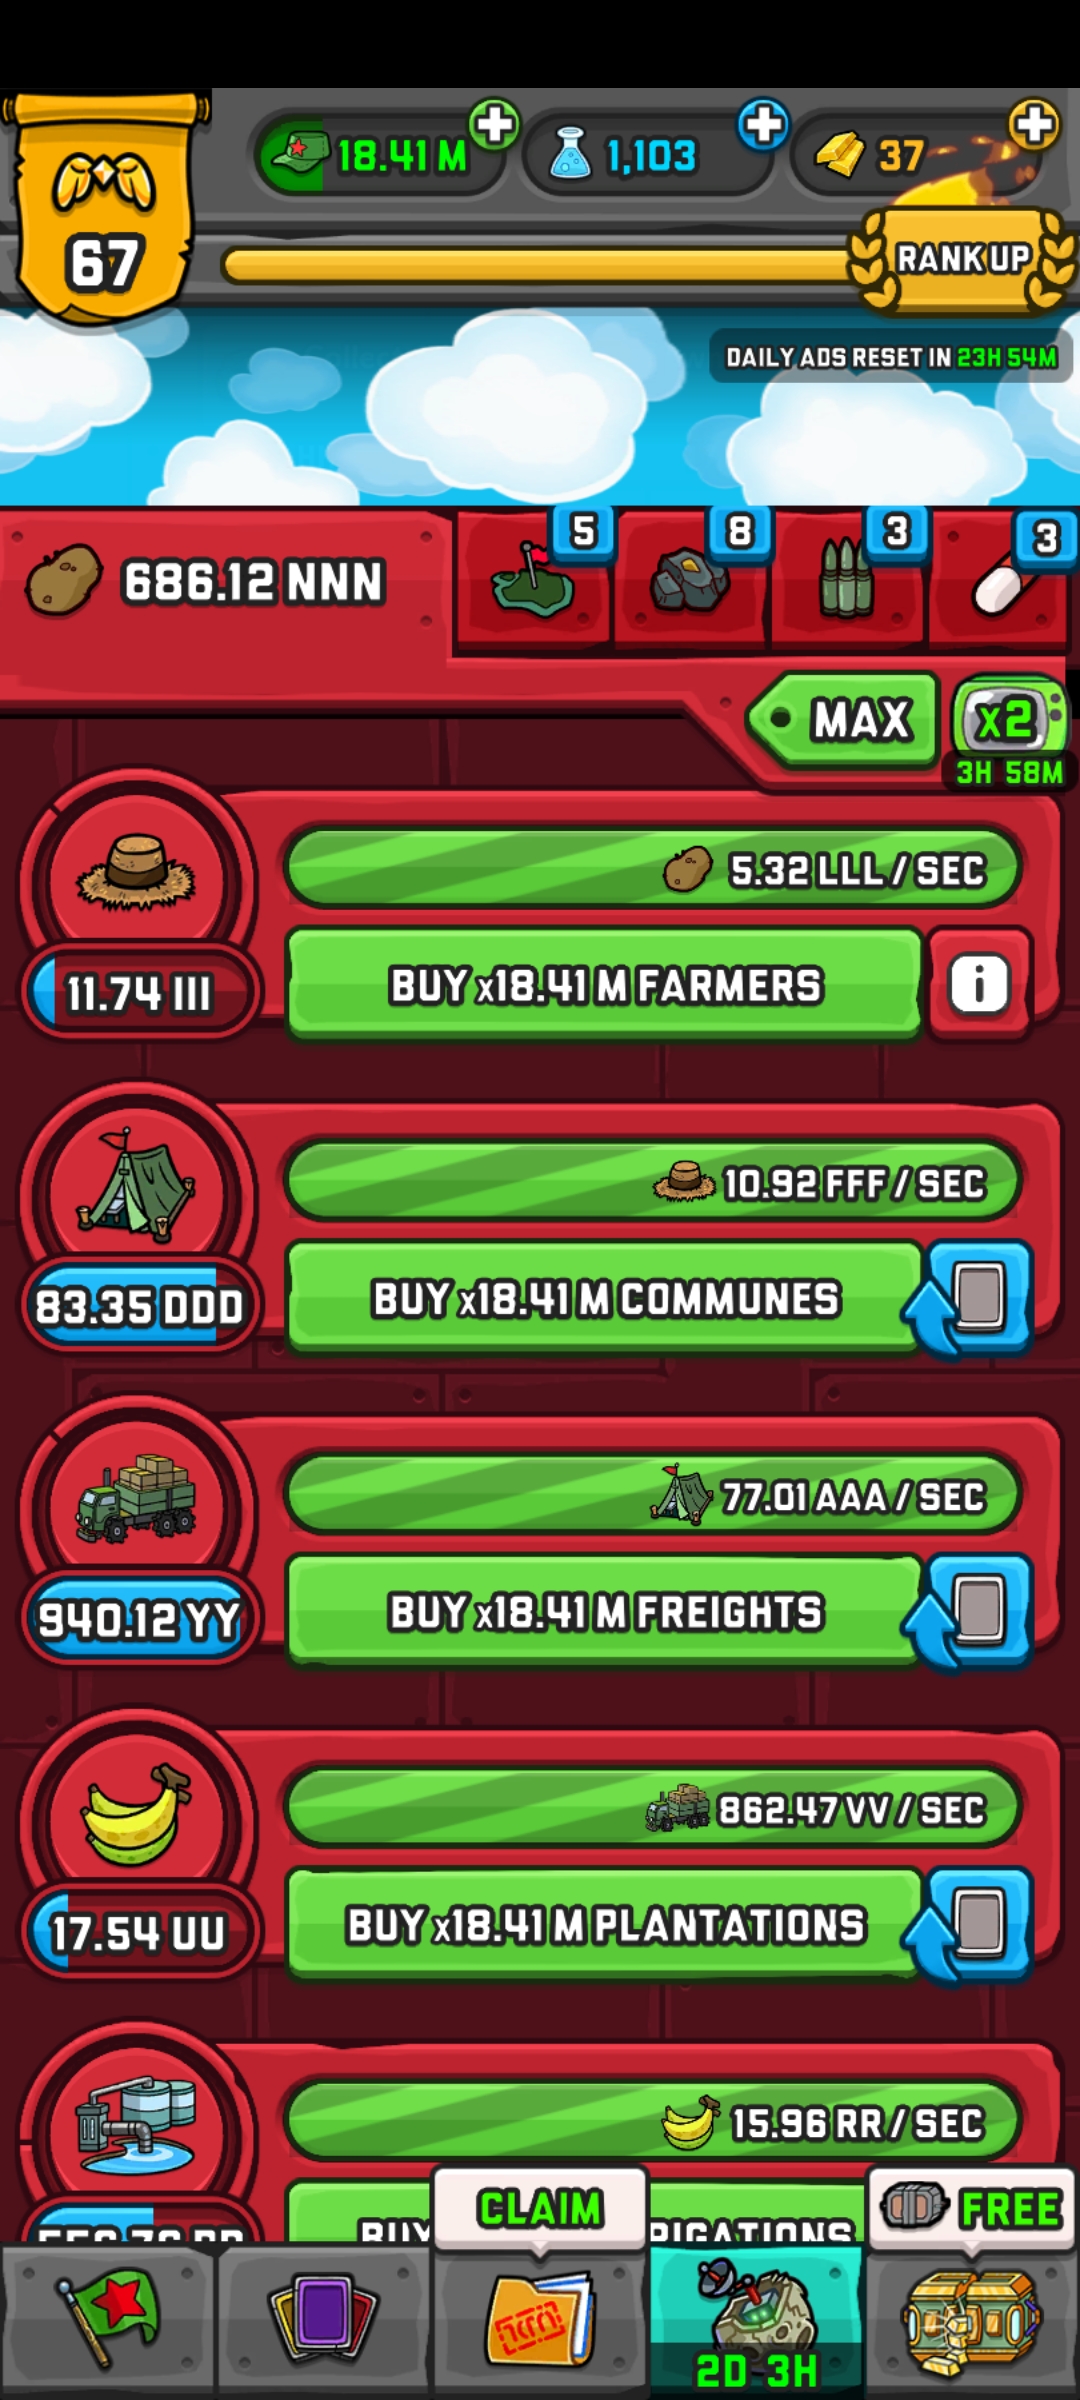 18.41 M
1,103
37
67
RANK UP
DAILY ADS RESET IN 23H 54M
686.12 NNN
5
8
3
3
MAX
x2
3H 58M
5.32 LLL / SEC
11.74 III
BUY x18.41 M FARMERS
i
10.92 FFF / SEC
83.35 DDD
BUY x18.41 M COMMUNES
77.01 AAA / SEC
940.12 YY
BUY x18.41 M FREIGHTS
862.47 VV / SEC
17.54 UU
BUY x18.41 M PLANTATIONS
15.96 RR / SEC
BUY
CLAIM
FREE
2D 3H